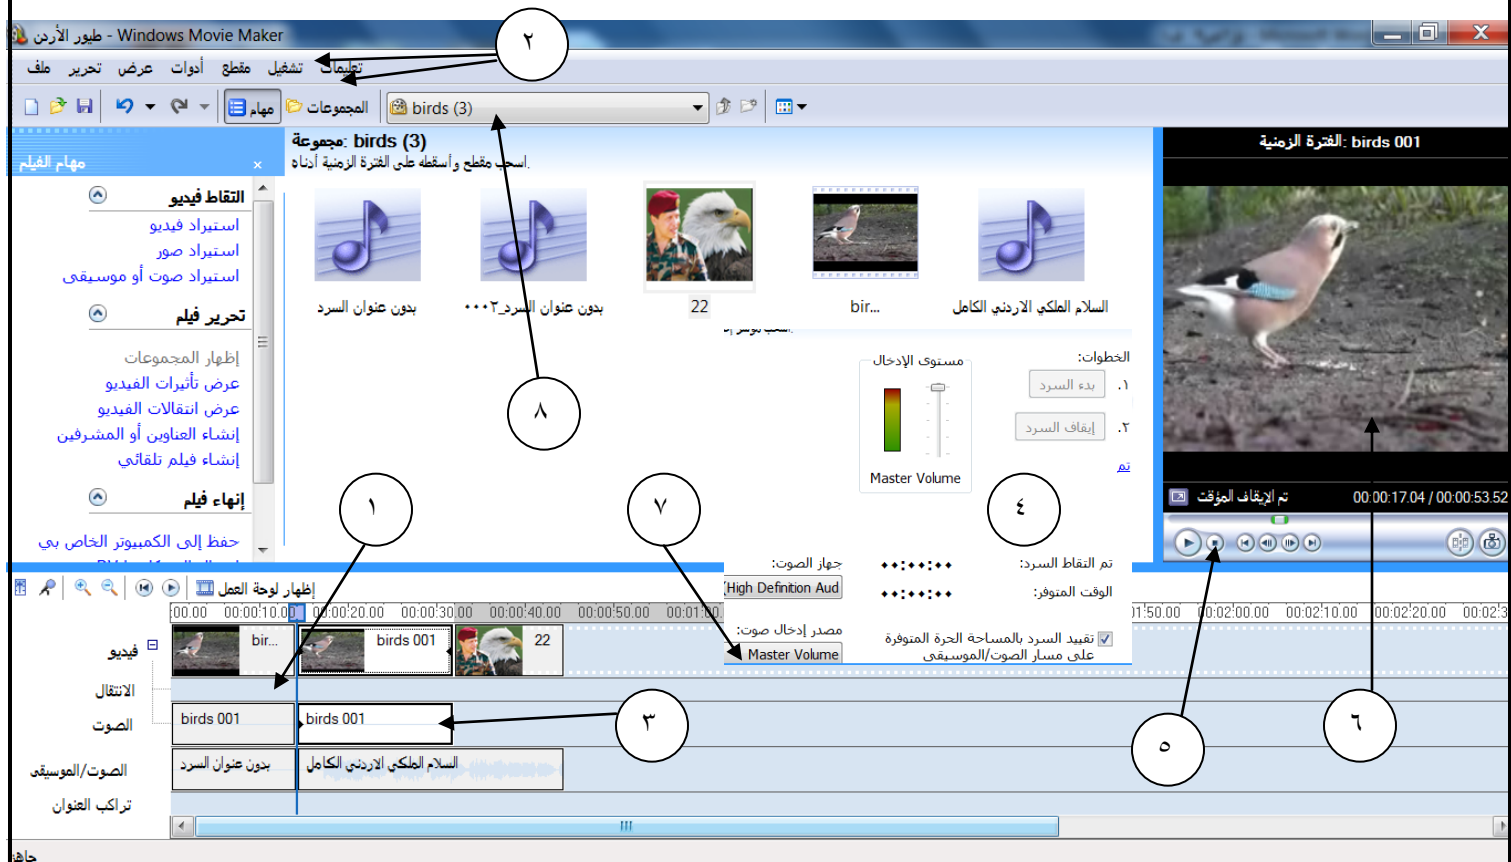 طيور الأردن - Windows Movie Maker
ملف تحرير عرض أدوات مقطع تشغيل تعليمات
٢
مهام المجموعات birds (3)
مهام الفيلم
التقاط فيديو
استيراد فيديو
استيراد صور
استيراد صوت أو موسيقى
تحرير فيلم
إظهار المجموعات
عرض تأثيرات الفيديو
عرض انتقالات الفيديو
إنشاء العناوين أو المشرفين
إنشاء فيلم تلقائي
إنهاء فيلم
حفظ إلى الكمبيوتر الخاص بي
مجموعة: birds (3)
اسحب مقطع وأسقطه على الفترة الزمنية أدناه.
بدون عنوان السرد
بدون عنوان السرد_٠٠٠٢
22
bir...
السلام الملكي الاردني الكامل
الفترة الزمنية: birds 001
تم الإيقاف المؤقت 00:00:17.04 / 00:00:53.52
الخطوات:
١. بدء السرد
٢. إيقاف السرد
تم
مستوى الإدخال
Master Volume
٨
١
٧
٤
تم التقاط السرد: ٠٠:٠٠:٠٠
الوقت المتوفر: ٠٠:٠٠:٠٠
تقييد السرد بالمساحة الحرة المتوفرة
على مسار الصوت/الموسيقى
جهاز الصوت:
(High Definition Aud
مصدر إدخال صوت:
Master Volume
إظهار لوحة العمل
00.00 00:00:10.0 00:00:20.00 00:00:30.00 00:00:40.00 00:00:50.00 00:01:00. 01:50.00 00:02:00.00 00:02:10.00 00:02:20.00 00:02:3
فيديو bir... birds 001 22
الانتقال
الصوت birds 001 birds 001
٣
٥
٦
الصوت/الموسيقى بدون عنوان السرد السلام الملكي الاردني الكامل
تراكب العنوان
جاهز